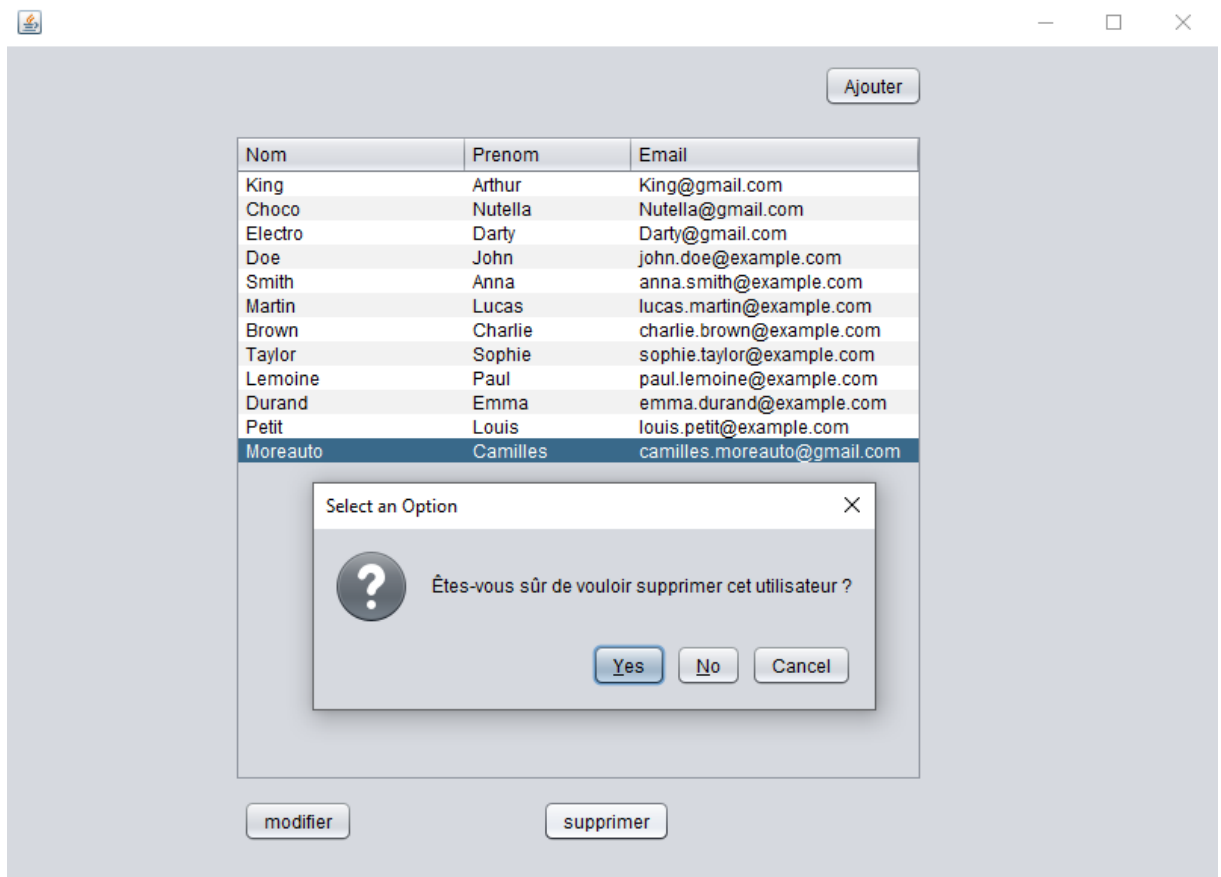 Ajouter
Nom Prenom Email
King Arthur King@gmail.com
Choco Nutella Nutella@gmail.com
Electro Darty Darty@gmail.com
Doe John john.doe@example.com
Smith Anna anna.smith@example.com
Martin Lucas lucas.martin@example.com
Brown Charlie charlie.brown@example.com
Taylor Sophie sophie.taylor@example.com
Lemoine Paul paul.lemoine@example.com
Durand Emma emma.durand@example.com
Petit Louis louis.petit@example.com
Moreauto Camilles camilles.moreauto@gmail.com
Select an Option
Êtes-vous sûr de vouloir supprimer cet utilisateur ?
Yes No Cancel
modifier supprimer